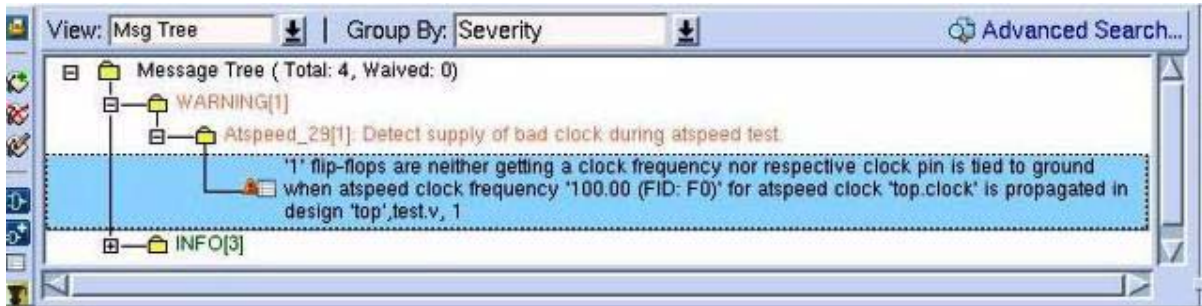 View: Msg Tree | Group By: Severity Advanced Search...
Message Tree ( Total: 4, Waived: 0)
WARNING[1]
Atspeed_29[1]: Detect supply of bad clock during atspeed test
'1' flip-flops are neither getting a clock frequency nor respective clock pin is tied to ground
when atspeed clock frequency '100.00 (FID: F0)' for atspeed clock 'top.clock' is propagated in
design 'top',test.v, 1
INFO[3]